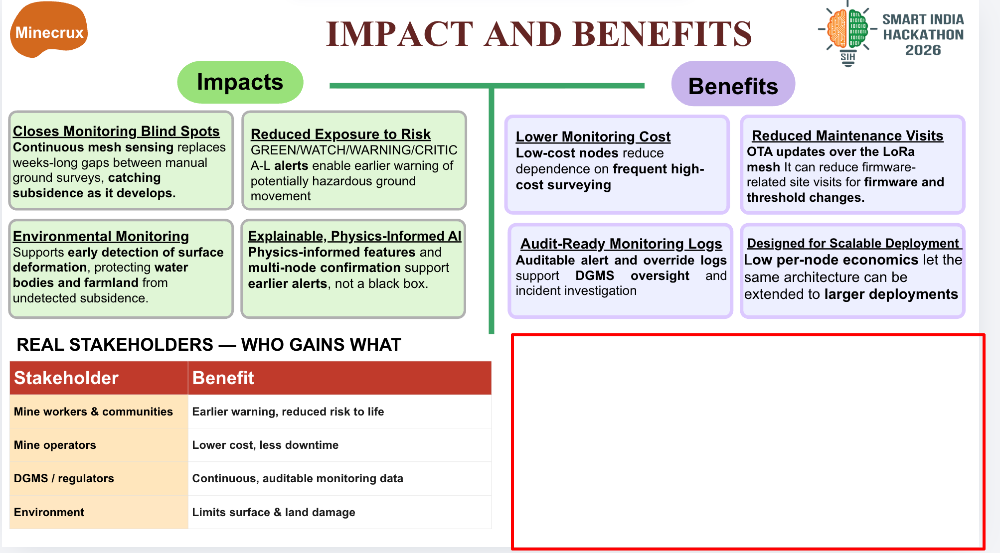 Minecrux
IMPACT AND BENEFITS
SMART INDIA
HACKATHON
2026
SIH
Impacts
Benefits
Closes Monitoring Blind Spots
Continuous mesh sensing replaces
weeks-long gaps between manual
ground surveys, catching
subsidence as it develops.
Reduced Exposure to Risk
GREEN/WATCH/WARNING/CRITIC
A-L alerts enable earlier warning of
potentially hazardous ground
movement
Environmental Monitoring
Supports early detection of surface
deformation, protecting water
bodies and farmland from
undetected subsidence.
Explainable, Physics-Informed AI
Physics-informed features and
multi-node confirmation support
earlier alerts, not a black box.
Lower Monitoring Cost
Low-cost nodes reduce
dependence on frequent high-
cost surveying
Reduced Maintenance Visits
OTA updates over the LoRa
mesh It can reduce firmware-
related site visits for firmware and
threshold changes.
Audit-Ready Monitoring Logs
Auditable alert and override logs
support DGMS oversight and
incident investigation
Designed for Scalable Deployment
Low per-node economics let the
same architecture can be
extended to larger deployments
REAL STAKEHOLDERS — WHO GAINS WHAT
Stakeholder Benefit
Mine workers & communities Earlier warning, reduced risk to life
Mine operators Lower cost, less downtime
DGMS / regulators Continuous, auditable monitoring data
Environment Limits surface & land damage